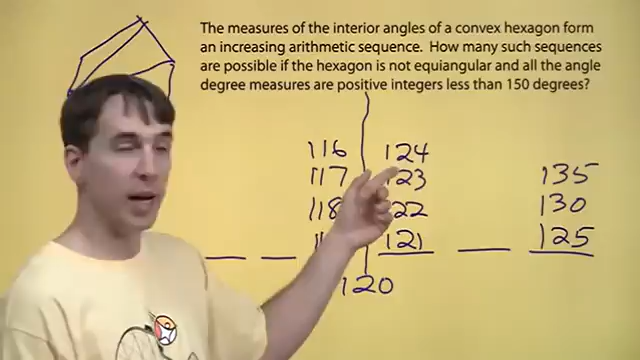 The measures of the interior angles of a convex hexagon form
an increasing arithmetic sequence. How many such sequences
are possible if the hexagon is not equiangular and all the angle
degree measures are positive integers less than 150 degrees?
116 124
117 123 135
118 122 130
121 125
120